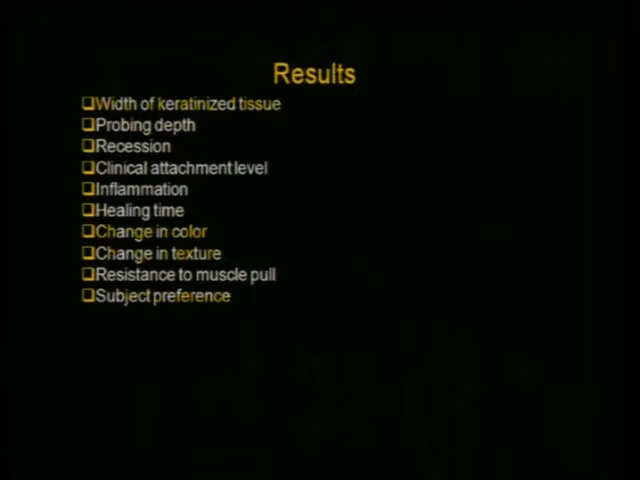 Results
❑Width of keratinized tissue
❑Probing depth
❑Recession
❑Clinical attachment level
❑Inflammation
❑Healing time
❑Change in color
❑Change in texture
❑Resistance to muscle pull
❑Subject preference